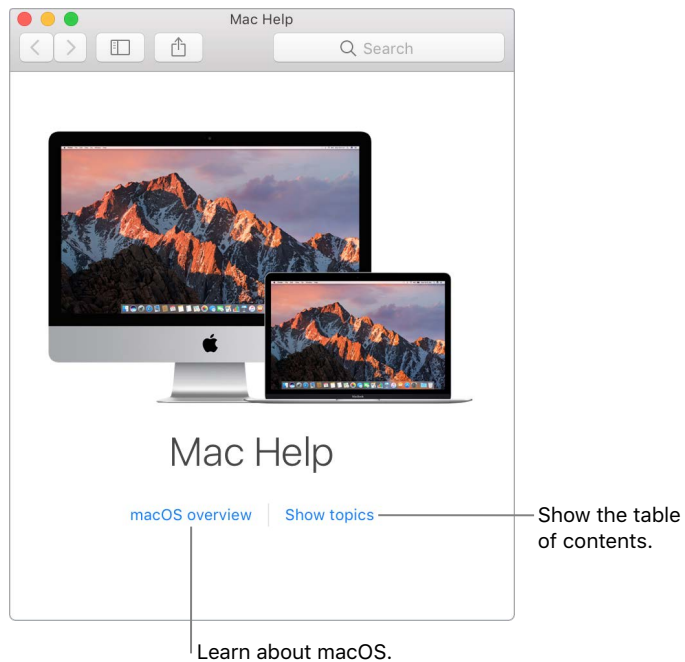 Mac Help
Search
Mac Help
macOS overview
Show topics
Show the table
of contents.
Learn about macOS.